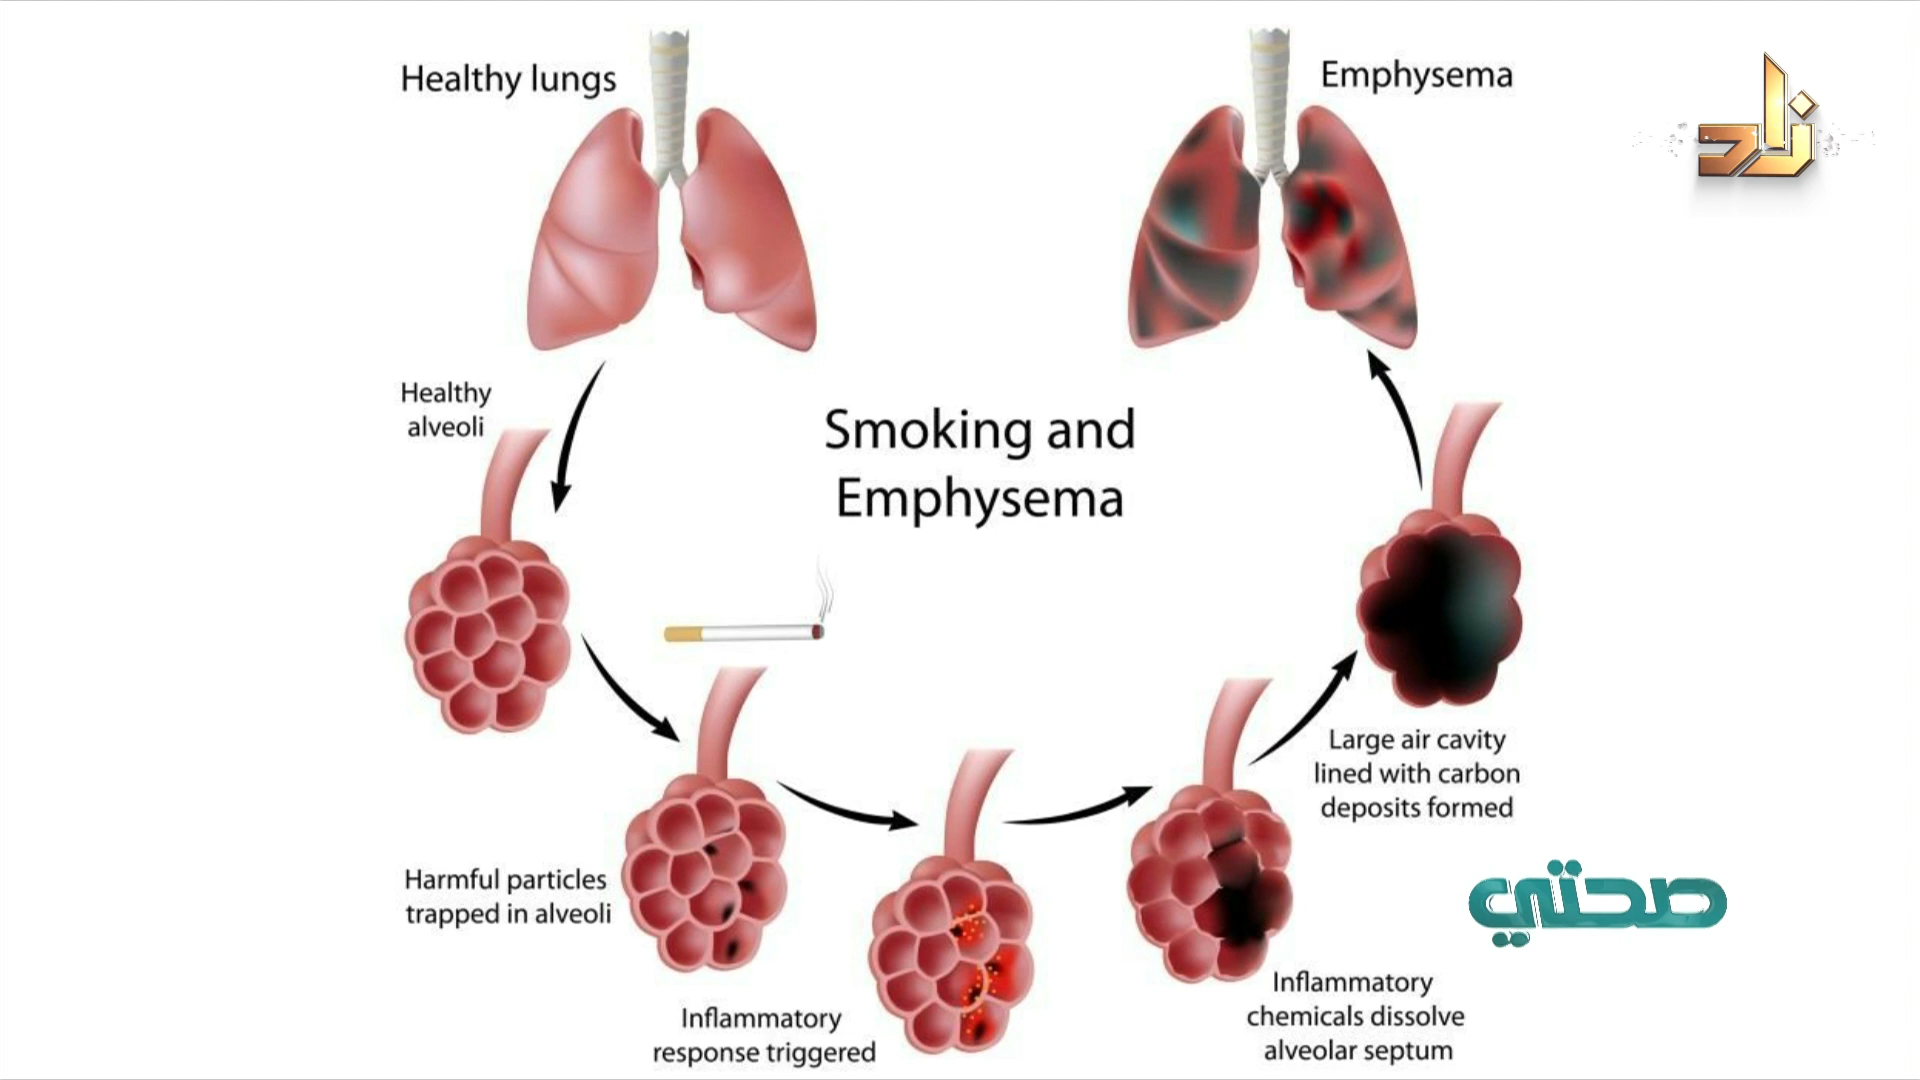 Healthy lungs
Emphysema
Healthy
alveoli
Smoking and
Emphysema
Harmful particles
trapped in alveoli
Inflammatory
response triggered
Inflammatory
chemicals dissolve
alveolar septum
Large air cavity
lined with carbon
deposits formed
صحتي